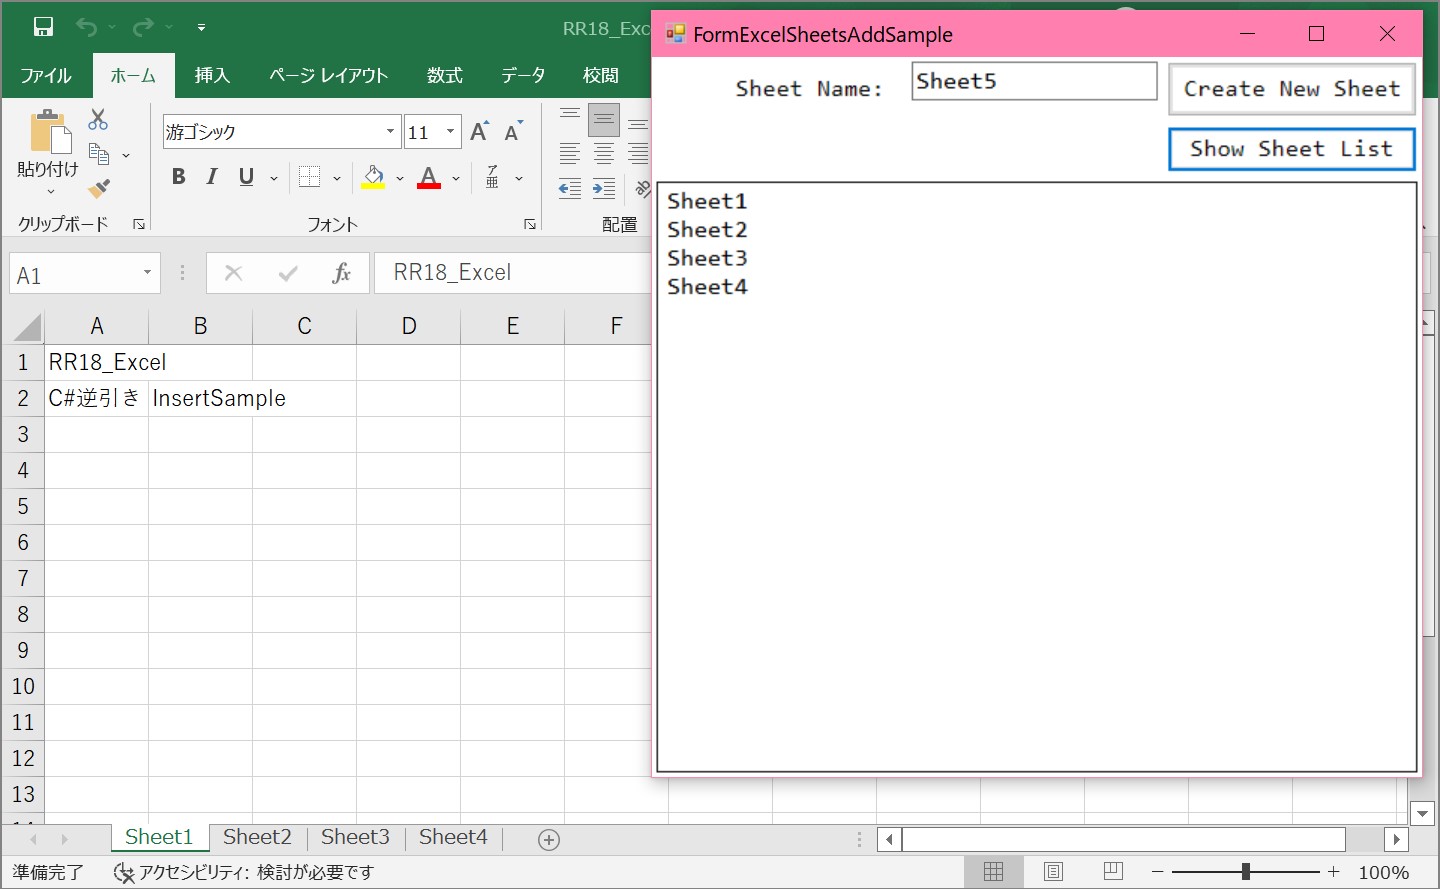 RR18_Exc
FormExcelSheetsAddSample
ファイル ホーム 挿入 ページ レイアウト 数式 データ 校閲
Sheet Name: Sheet5 Create New Sheet
Show Sheet List
貼り付け
游ゴシック 11 A A
B I U A ア亜
クリップボード フォント 配置
Sheet1
Sheet2
Sheet3
Sheet4
A1 fx RR18_Excel
A B C D E F
1 RR18_Excel
2 C#逆引き InsertSample
3
4
5
6
7
8
9
10
11
12
13
Sheet1 Sheet2 Sheet3 Sheet4
準備完了 アクセシビリティ: 検討が必要です 100%